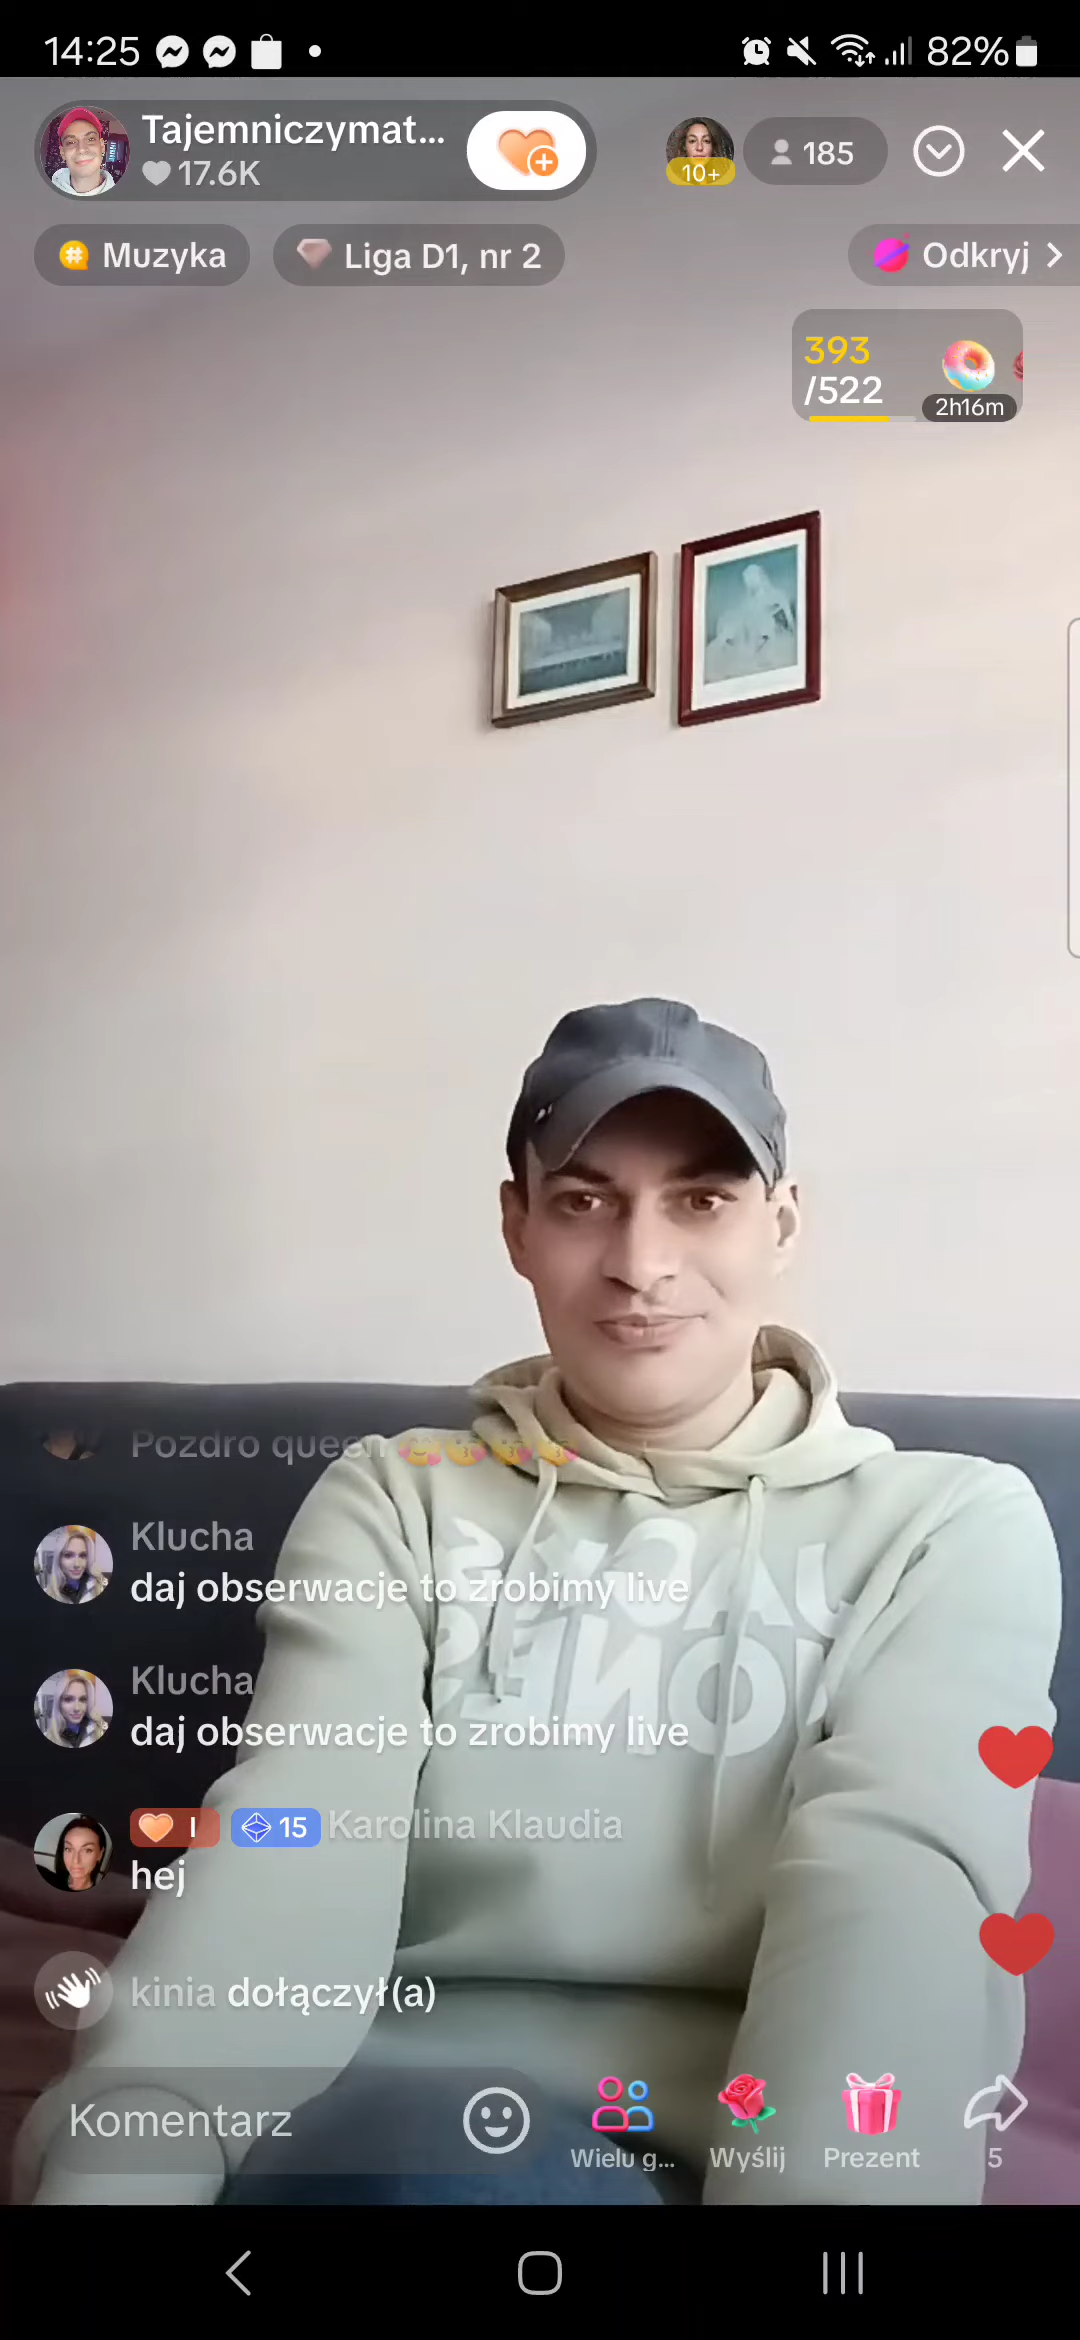 14:25
82%
Tajemniczymat...
17.6K
10+
185
Muzyka
Liga D1, nr 2
Odkryj
393
/522
2h16m
Pozdro queen
Klucha
daj obserwacje to zrobimy live
Klucha
daj obserwacje to zrobimy live
I 15 Karolina Klaudia
hej
kinia dołączył(a)
JACK &
JONES
Komentarz
Wielu g...
Wyślij
Prezent
5